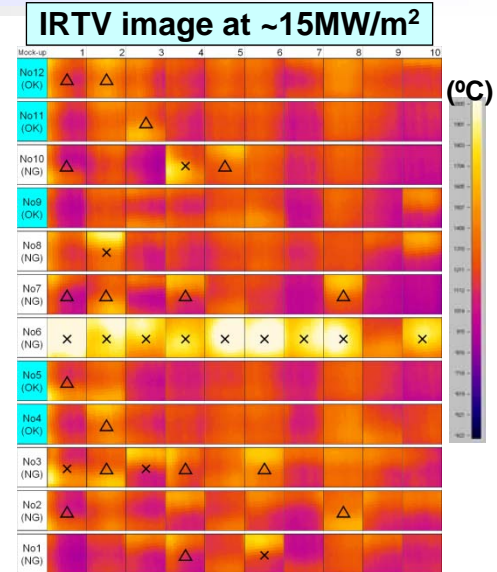 IRTV image at ~15MW/m2
Mock-up 1 2 3 4 5 6 7 8 9 10
(ºC)
No12
(OK) △ △
No11
(OK) △
No10
(NG) △ × △
No9
(OK)
No8
(NG) ×
No7
(NG) △ △ △ △
No6
(NG) × × × × × × × × ×
No5
(OK) △
No4
(OK) △
No3
(NG) × △ × △ △
No2
(NG) △ △
No1
(NG) △ ×